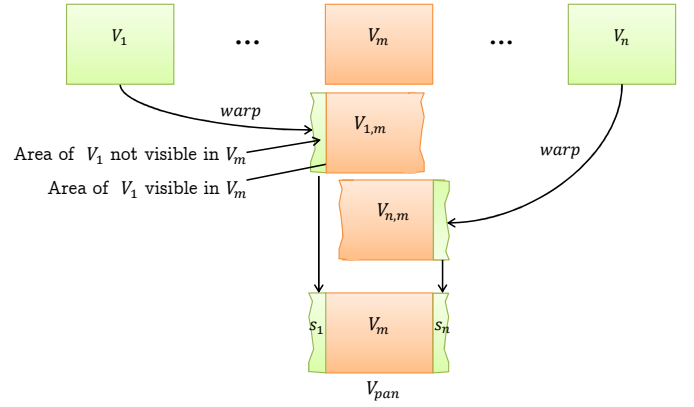 V₁ ... Vₘ ... Vₙ
warp
V₁,ₘ
warp
Area of V₁ not visible in Vₘ
Area of V₁ visible in Vₘ
Vₙ,ₘ
s₁ Vₘ sₙ
Vₚₐₙ